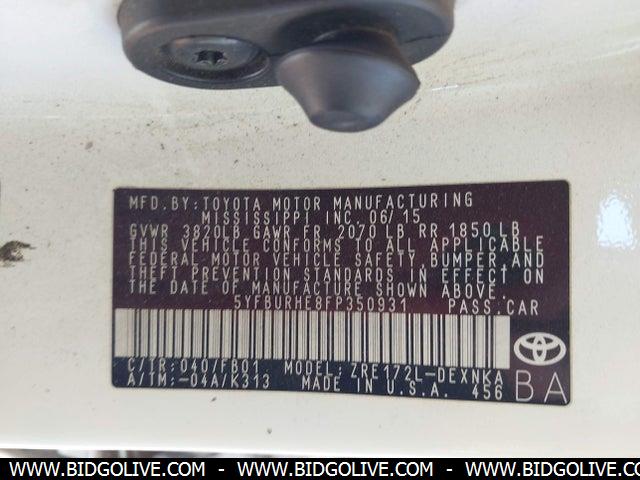 MFD.BY:TOYOTA MOTOR MANUFACTURING
MISSISSIPPI INC. 06/15
GVWR 3820LB GAWR FR 2070 LB RR 1850 LB
THIS VEHICLE CONFORMS TO ALL APPLICABLE
FEDERAL MOTOR VEHICLE SAFETY, BUMPER, AND
THEFT PREVENTION STANDARDS IN EFFECT ON
THE DATE OF MANUFACTURE SHOWN ABOVE.
5YFBURHE8FP350931 PASS.CAR
C/TR:040/FB01 MODEL:ZRE172L-DEXNKA
A/TM:-04A/K313 MADE IN U.S.A. 456
BA
WWW.BIDGOLIVE.COM - WWW.BIDGOLIVE.COM - WWW.BIDGOLIVE.COM